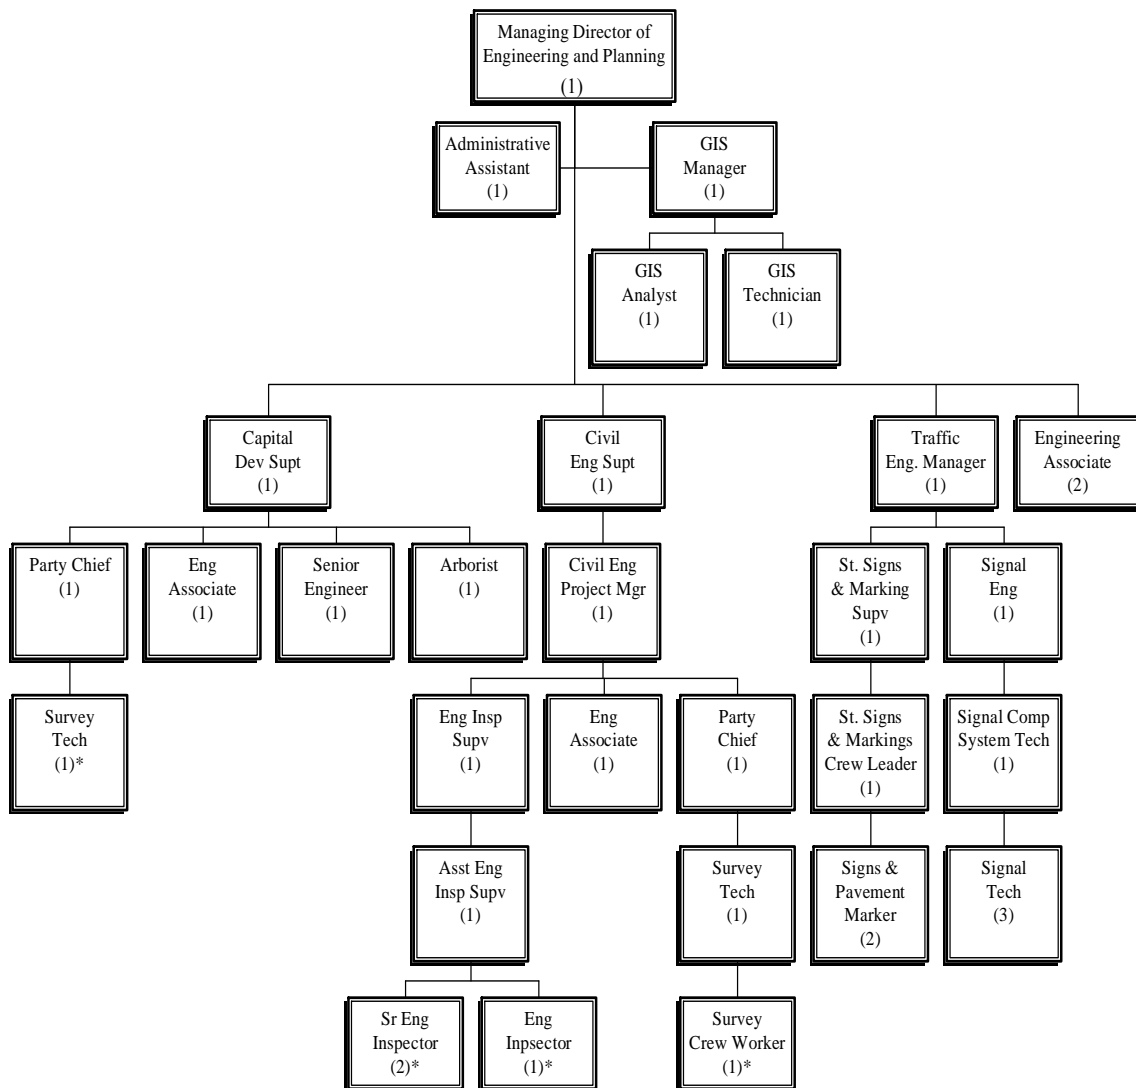 Managing Director of
Engineering and Planning
(1)
Administrative
Assistant
(1)
GIS
Manager
(1)
GIS
Analyst
(1)
GIS
Technician
(1)
Capital
Dev Supt
(1)
Civil
Eng Supt
(1)
Traffic
Eng. Manager
(1)
Engineering
Associate
(2)
Party Chief
(1)
Eng
Associate
(1)
Senior
Engineer
(1)
Arborist
(1)
Civil Eng
Project Mgr
(1)
St. Signs
& Marking
Supv
(1)
Signal
Eng
(1)
Survey
Tech
(1)*
Eng Insp
Supv
(1)
Eng
Associate
(1)
Party
Chief
(1)
St. Signs
& Markings
Crew Leader
(1)
Signal Comp
System Tech
(1)
Asst Eng
Insp Supv
(1)
Survey
Tech
(1)
Signs &
Pavement
Marker
(2)
Signal
Tech
(3)
Sr Eng
Inspector
(2)*
Eng
Inpsector
(1)*
Survey
Crew Worker
(1)*